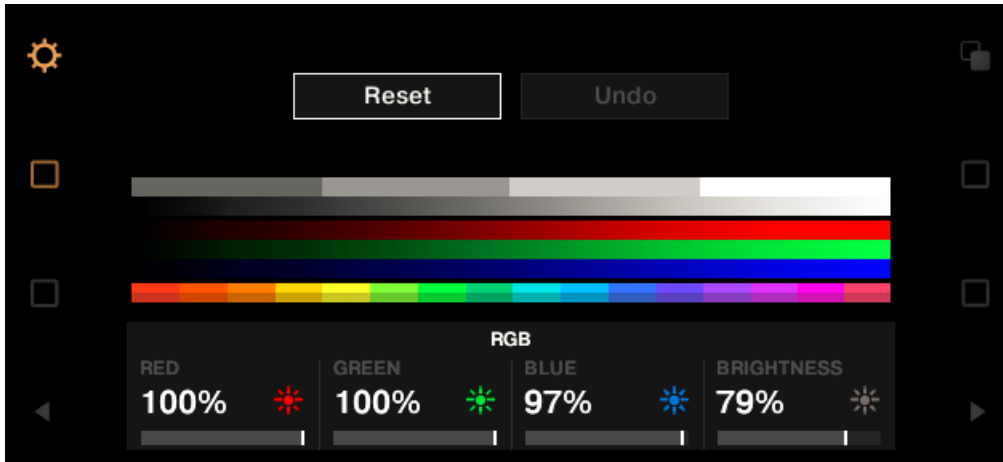 Reset Undo
RGB
RED GREEN BLUE BRIGHTNESS
100% 100% 97% 79%